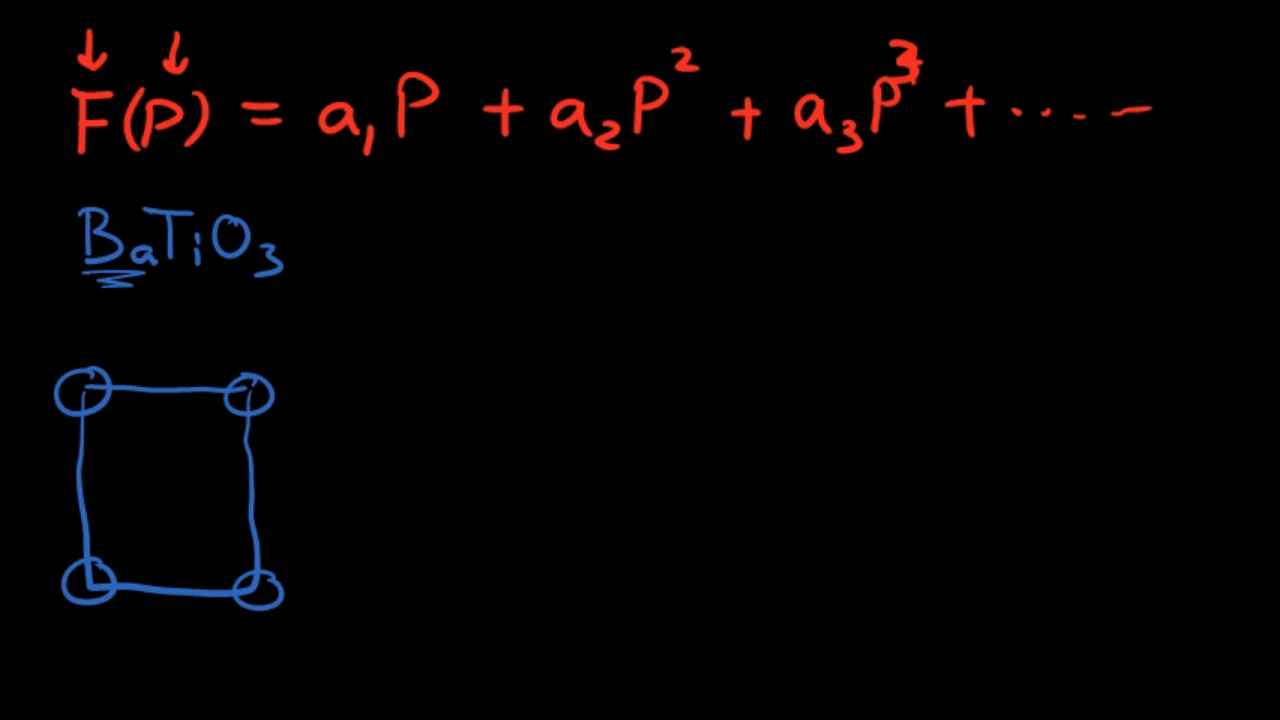 F(P) = a₁P + a₂P² + a₃P³ + ....-
BaTiO₃